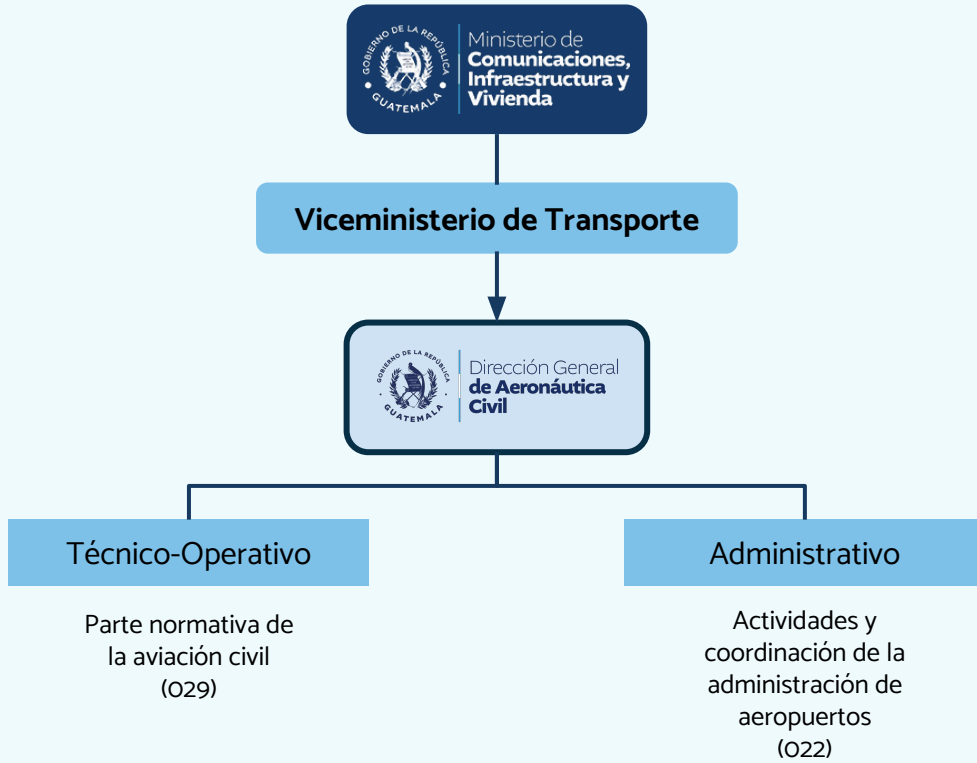 GOBIERNO DE LA REPÚBLICA
GUATEMALA
Ministerio de
Comunicaciones,
Infraestructura y
Vivienda
Viceministerio de Transporte
GOBIERNO DE LA REPÚBLICA
GUATEMALA
Dirección General
de Aeronáutica
Civil
Técnico-Operativo
Parte normativa de
la aviación civil
(029)
Administrativo
Actividades y
coordinación de la
administración de
aeropuertos
(022)